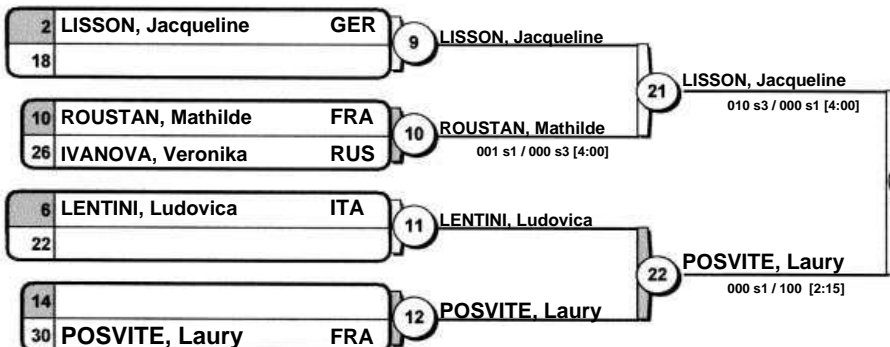 2 LISSON, Jacqueline GER
18
9
LISSON, Jacqueline
10 ROUSTAN, Mathilde FRA
26 IVANOVA, Veronika RUS
10
ROUSTAN, Mathilde
001 s1 / 000 s3 [4:00]
21
LISSON, Jacqueline
010 s3 / 000 s1 [4:00]
6 LENTINI, Ludovica ITA
22
11
LENTINI, Ludovica
14
30 POSVITE, Laury FRA
12
POSVITE, Laury
22
POSVITE, Laury
000 s1 / 100 [2:15]